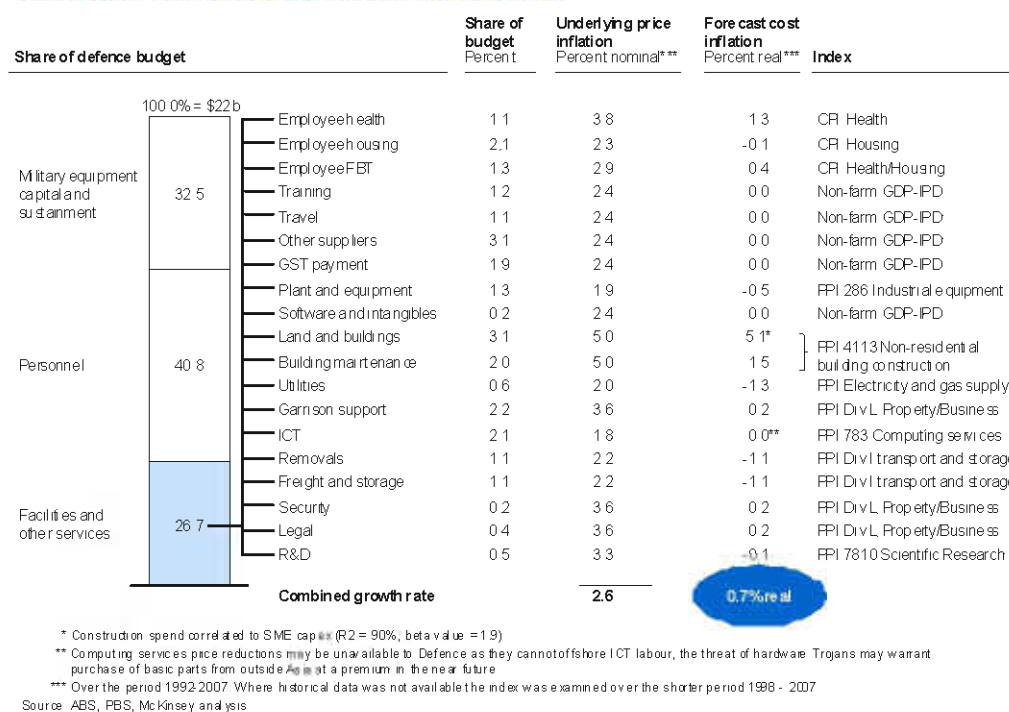 Share of defence budget
Share of budget Percent
Underlying price inflation Percent nominal***
Forecast cost inflation Percent real***
Index
100 0% = $22b
Military equipment capital and sustainment 32 5
Personnel 40 8
Facilities and other services 26 7
Employee health 1 1 3 8 1 3 CPI Health
Employee housing 2,1 2 3 -0 1 CPI Housing
Employee FBT 1 3 2 9 0 4 CPI Health/Housing
Training 1 2 2 4 0 0 Non-farm GDP-IPD
Travel 1 1 2 4 0 0 Non-farm GDP-IPD
Other suppliers 3 1 2 4 0 0 Non-farm GDP-IPD
GST payment 1 9 2 4 0 0 Non-farm GDP-IPD
Plant and equipment 1 3 1 9 -0 5 PPI 286 Industrial equipment
Software and intangibles 0 2 2 4 0 0 Non-farm GDP-IPD
Land and buildings 3 1 5 0 5 1*
Building maintenance 2 0 5 0 1 5
PPI 4113 Non-residential
building construction
Utilities 0 6 2 0 -1 3 PPI Electricity and gas supply
Garrison support 2 2 3 6 0 2 PPI Div L Property/Business
ICT 2 1 1 8 0 0** PPI 783 Computing services
Removals 1 1 2 2 -1 1 PPI Div I transport and storage
Freight and storage 1 1 2 2 -1 1 PPI Div I transport and storage
Security 0 2 3 6 0 2 PPI Div L Property/Business
Legal 0 4 3 6 0 2 PPI Div L Property/Business
R&D 0 5 3 3 -0 1 PPI 7810 Scientific Research
Combined growth rate 2.6 0.7% real
* Construction spend correlated to SME capex (R2 = 90%, beta value = 1 9)
** Computing services price reductions may be unavailable to Defence as they cannot offshore ICT labour, the threat of hardware Trojans may warrant
purchase of basic parts from outside Asia at a premium in the near future
*** Over the period 1992-2007 Where historical data was not available the index was examined over the shorter period 1998 - 2007
Source ABS, PBS, McKinsey analysis